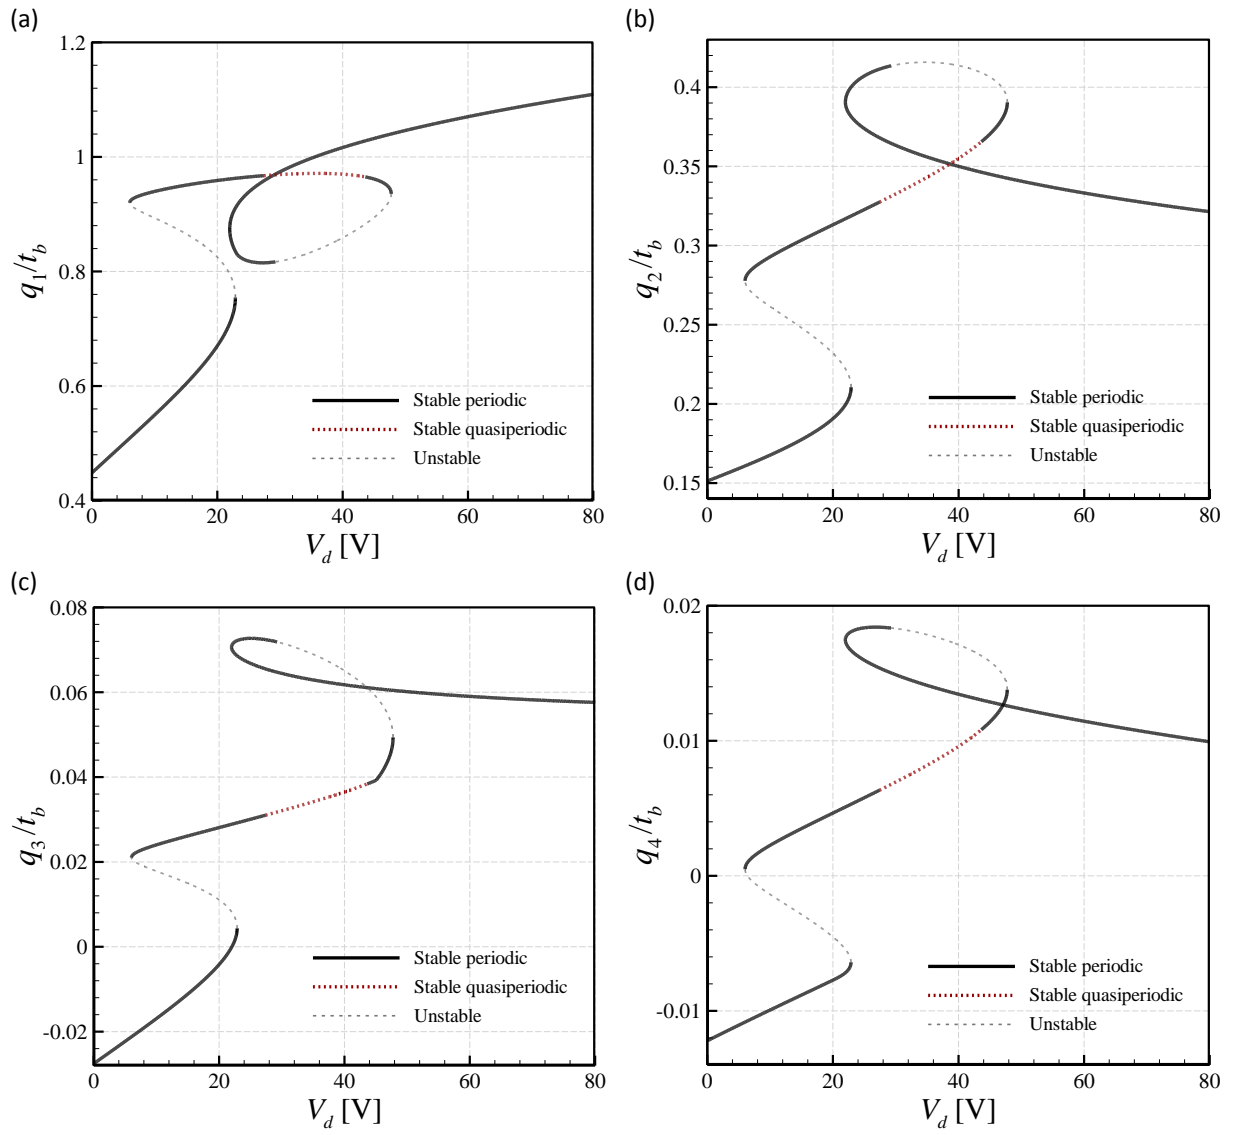 (a)
1.2
1
0.8
0.6
0.4
q1/tb
0 20 40 60 80
Vd [V]
Stable periodic
Stable quasiperiodic
Unstable
(b)
0.4
0.35
0.3
0.25
0.2
0.15
q2/tb
0 20 40 60 80
Vd [V]
Stable periodic
Stable quasiperiodic
Unstable
(c)
0.08
0.06
0.04
0.02
0
-0.02
q3/tb
0 20 40 60 80
Vd [V]
Stable periodic
Stable quasiperiodic
Unstable
(d)
0.02
0.01
0
-0.01
q4/tb
0 20 40 60 80
Vd [V]
Stable periodic
Stable quasiperiodic
Unstable